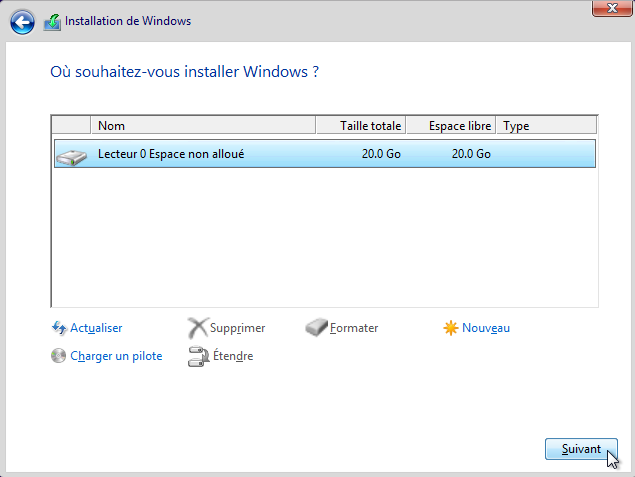 Installation de Windows
Où souhaitez-vous installer Windows ?
Nom Taille totale Espace libre Type
Lecteur 0 Espace non alloué 20.0 Go 20.0 Go
Actualiser Supprimer Formater Nouveau
Charger un pilote Étendre
Suivant